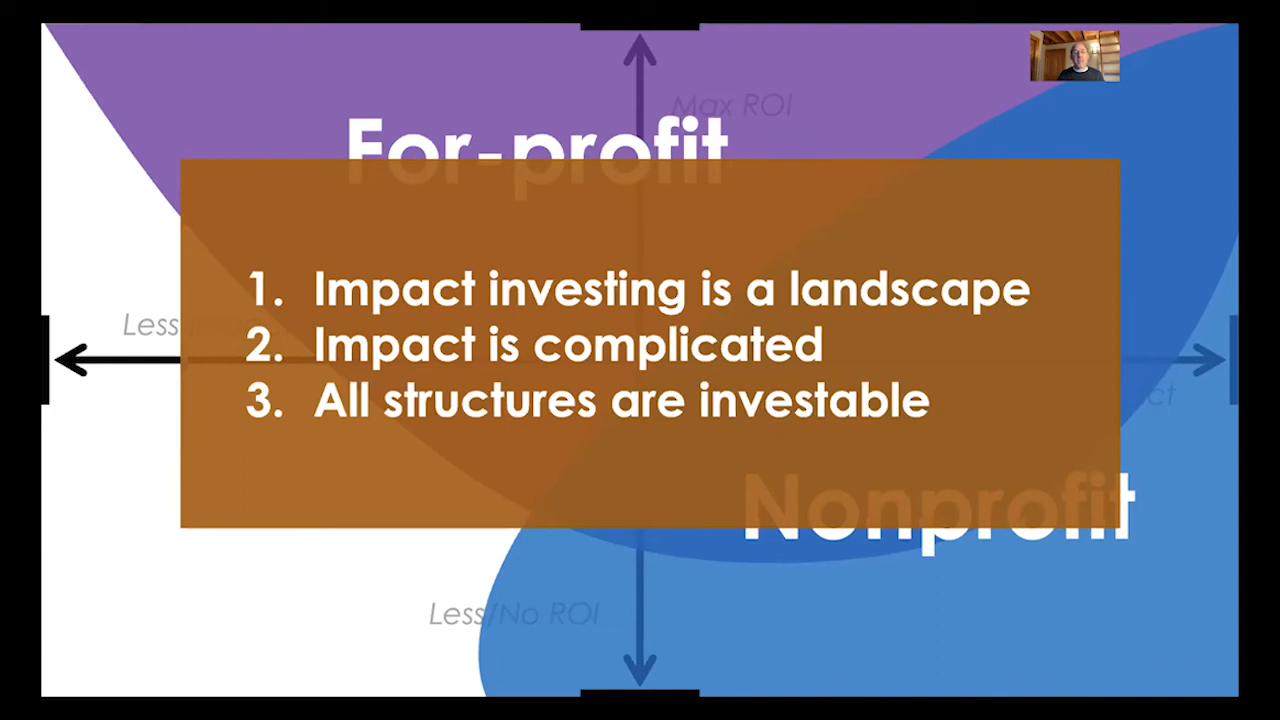 Max ROI
For-profit
1. Impact investing is a landscape
Less
2. Impact is complicated
3. All structures are investable
Nonprofit
Less/No ROI